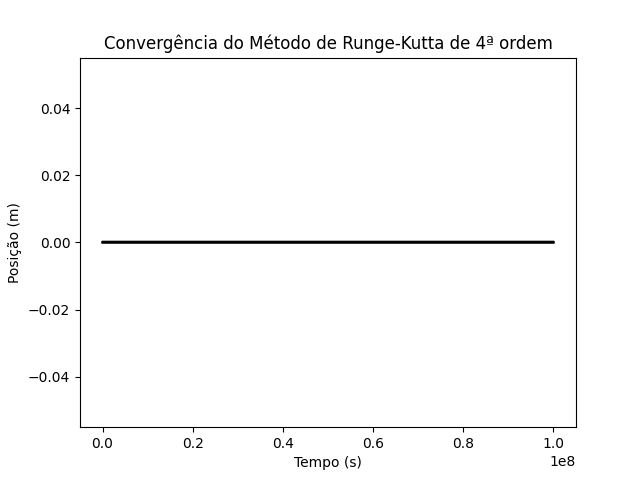 Convergência do Método de Runge-Kutta de 4ª ordem
0.04
0.02
0.00
−0.02
−0.04
Posição (m)
0.0 0.2 0.4 0.6 0.8 1.0
1e8
Tempo (s)